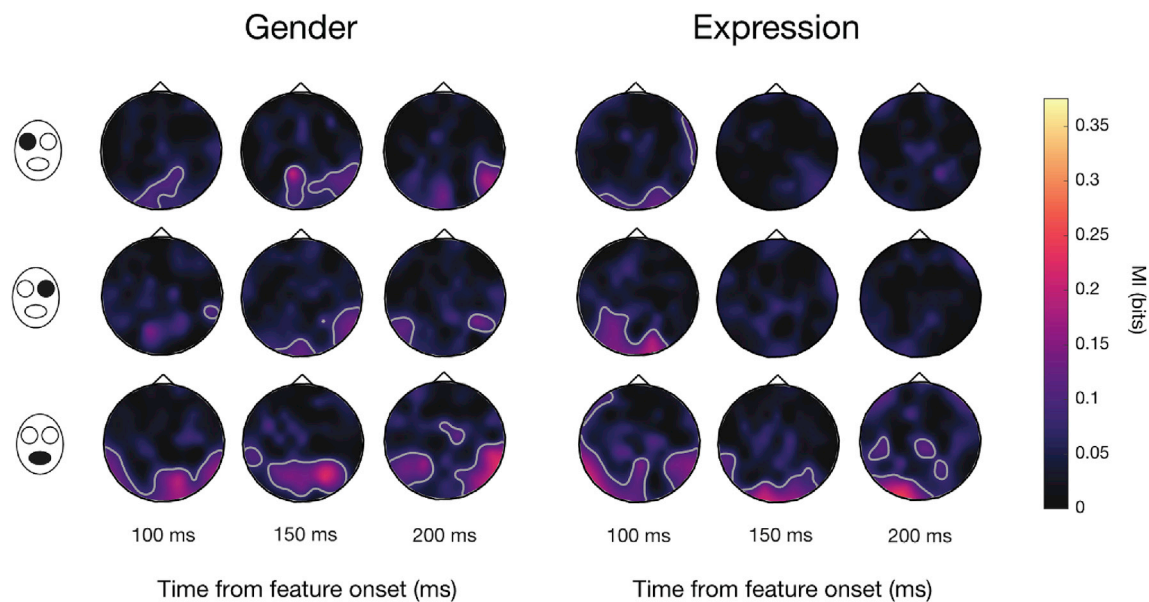 Gender Expression
0.35
0.3
0.25
0.2
0.15
0.1
0.05
0
MI (bits)
100 ms 150 ms 200 ms 100 ms 150 ms 200 ms
Time from feature onset (ms) Time from feature onset (ms)